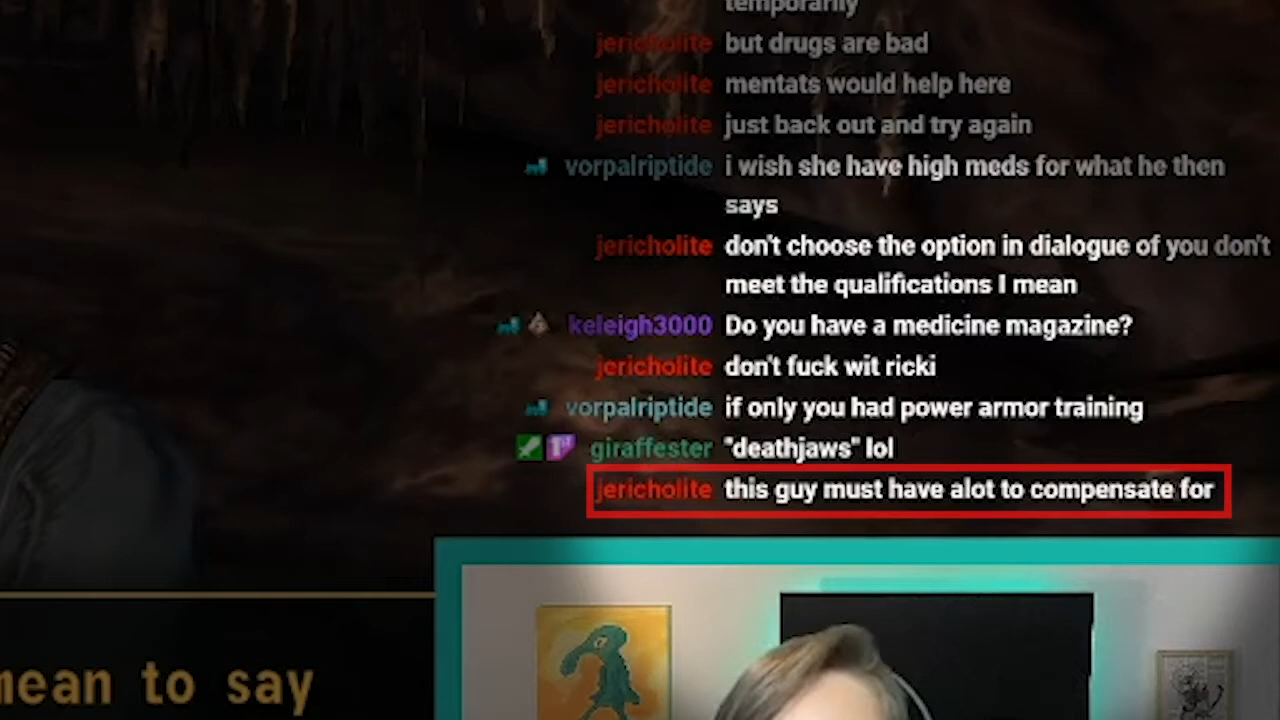 temporarily
jericholite but drugs are bad
jericholite mentats would help here
jericholite just back out and try again
vorpalriptide i wish she have high meds for what he then
says
jericholite don't choose the option in dialogue of you don't
meet the qualifications I mean
keleigh3000 Do you have a medicine magazine?
jericholite don't fuck wit ricki
vorpalriptide if only you had power armor training
giraffester "deathjaws" lol
jericholite this guy must have alot to compensate for
mean to say